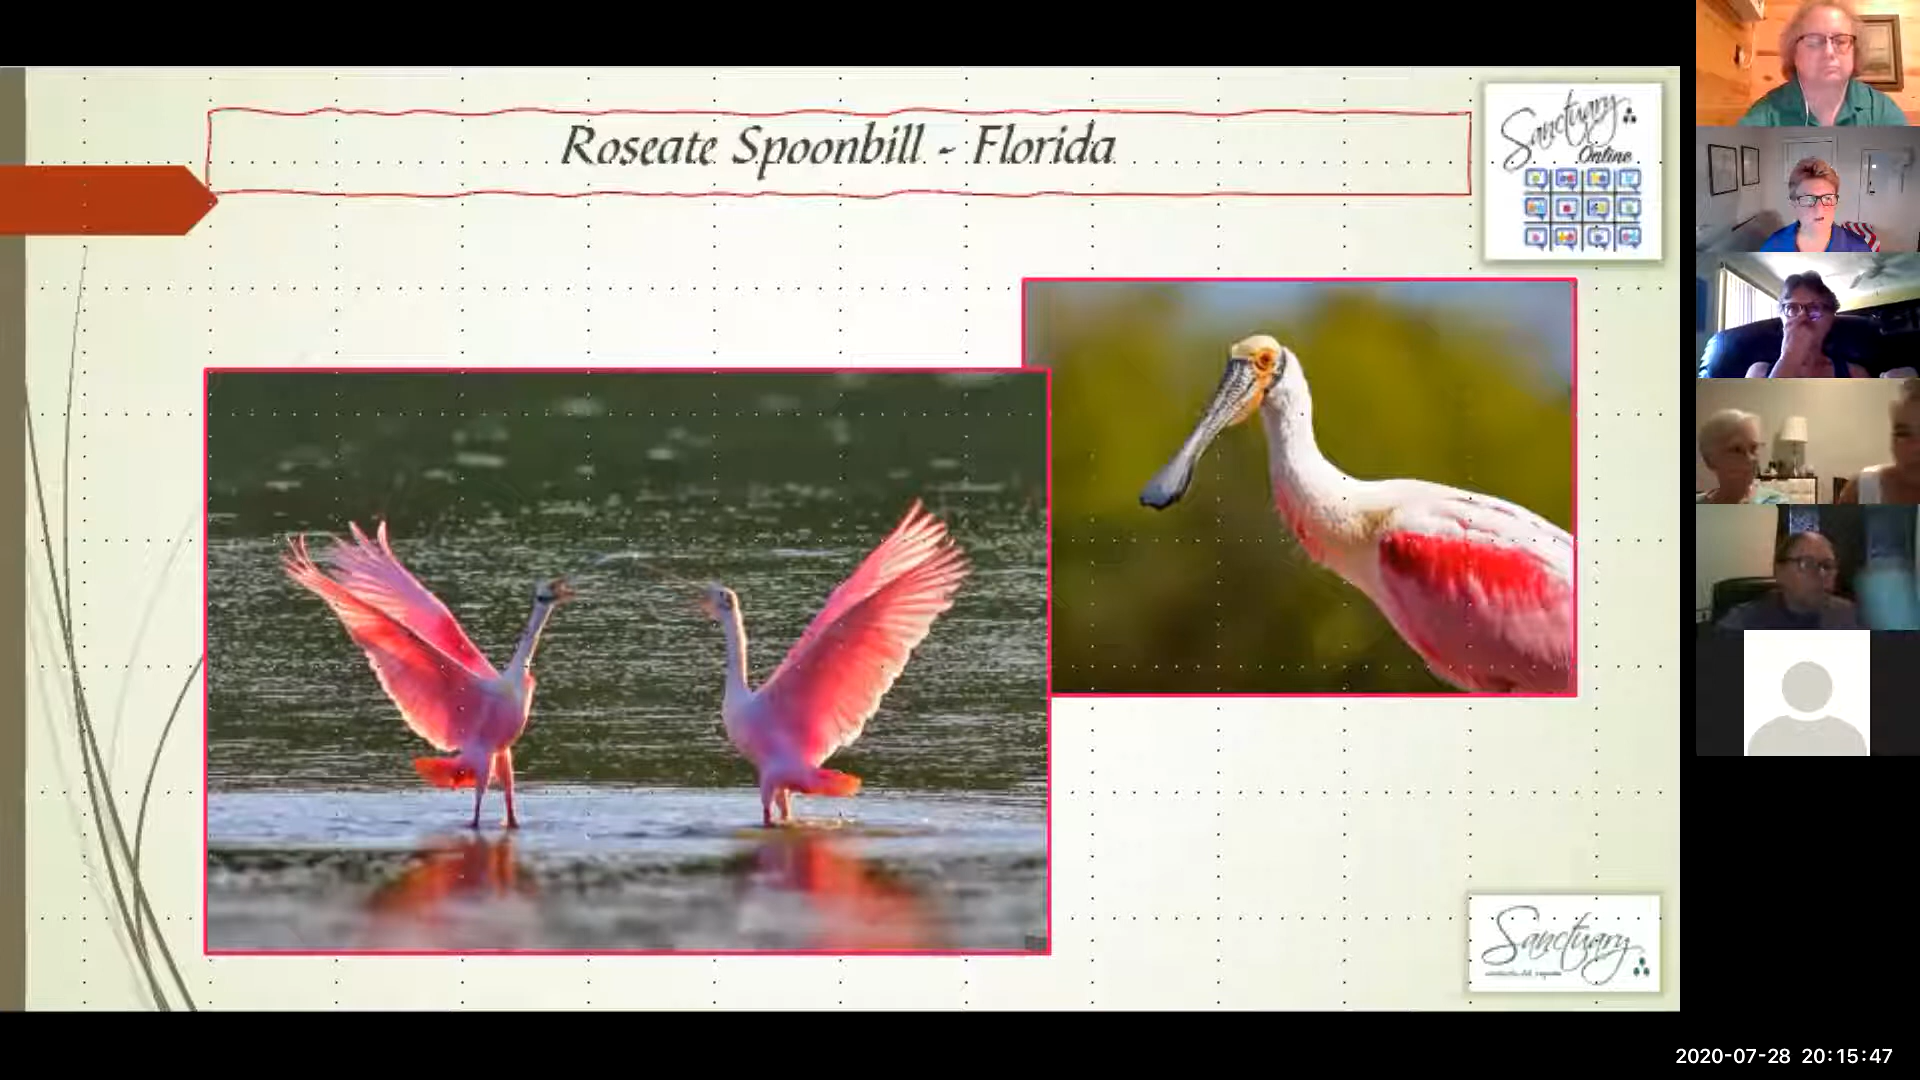 Roseate Spoonbill - Florida
Sanctuary
Online
Sanctuary
2020-07-28 20:15:47